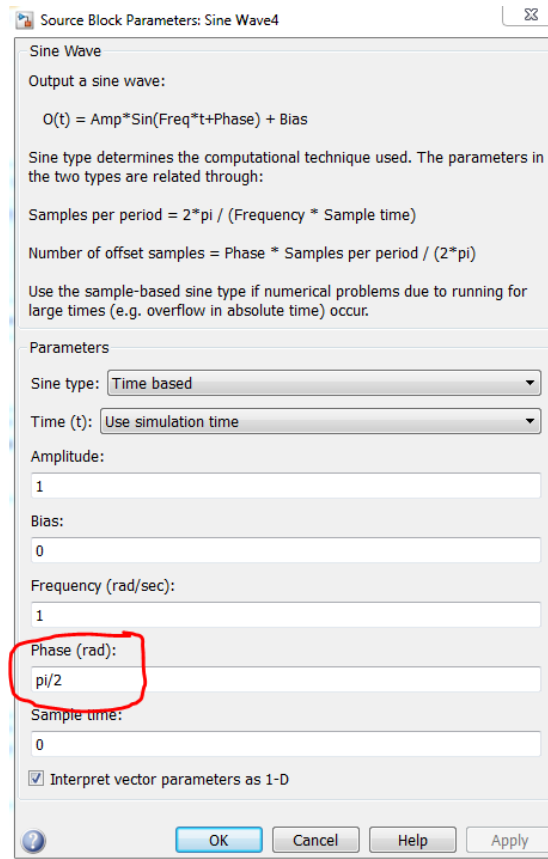 Source Block Parameters: Sine Wave4
Sine Wave
Output a sine wave:
O(t) = Amp*Sin(Freq*t+Phase) + Bias
Sine type determines the computational technique used. The parameters in
the two types are related through:
Samples per period = 2*pi / (Frequency * Sample time)
Number of offset samples = Phase * Samples per period / (2*pi)
Use the sample-based sine type if numerical problems due to running for
large times (e.g. overflow in absolute time) occur.
Parameters
Sine type: Time based
Time (t): Use simulation time
Amplitude:
1
Bias:
0
Frequency (rad/sec):
1
Phase (rad):
pi/2
Sample time:
0
Interpret vector parameters as 1-D
? OK Cancel Help Apply